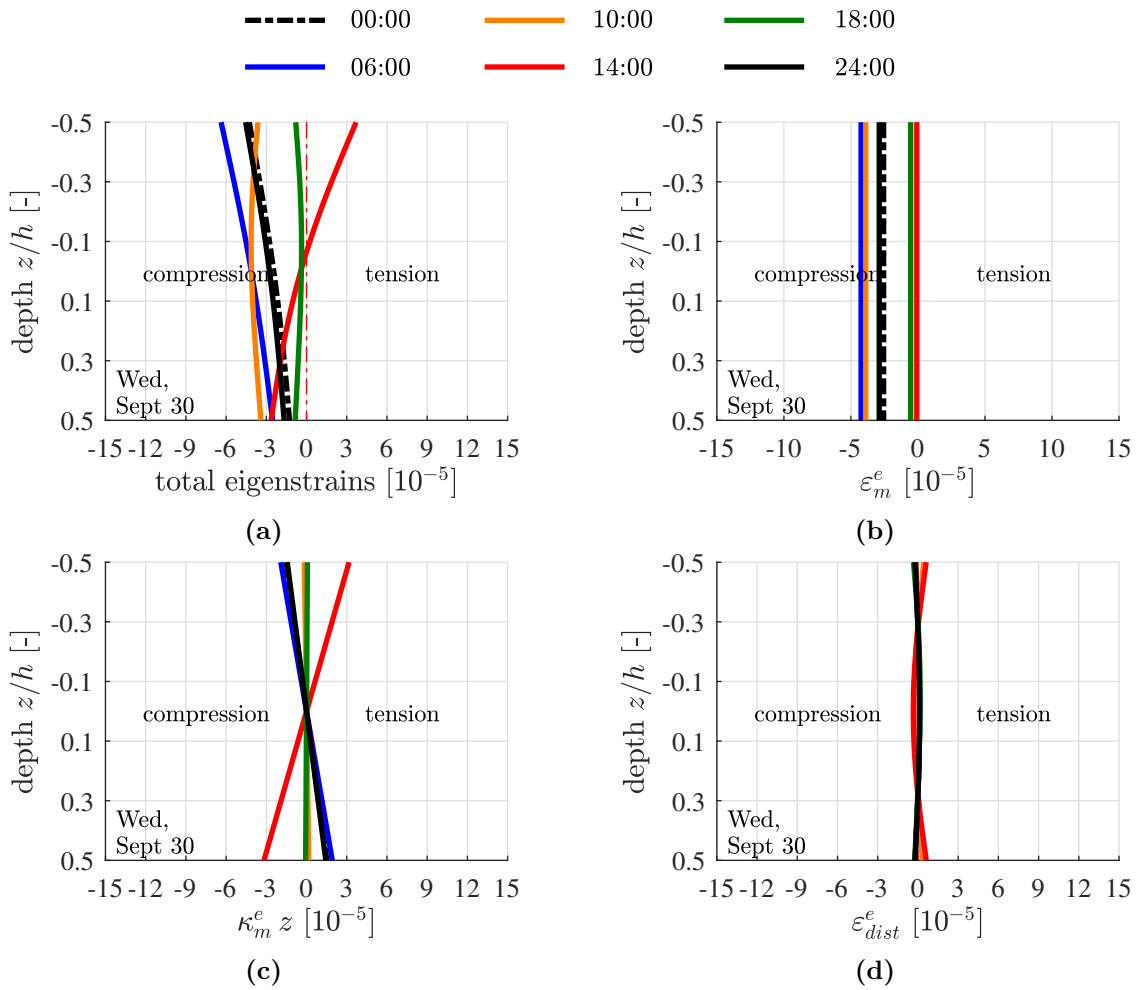 00:00 10:00 18:00
06:00 14:00 24:00
-0.5
-0.3
-0.1
0.1
0.3
0.5
depth z/h [-]
compression tension
Wed,
Sept 30
-15 -12 -9 -6 -3 0 3 6 9 12 15
total eigenstrains [10⁻⁵]
(a)
-0.5
-0.3
-0.1
0.1
0.3
0.5
depth z/h [-]
compression tension
Wed,
Sept 30
-15 -10 -5 0 5 10 15
εᵉₘ [10⁻⁵]
(b)
-0.5
-0.3
-0.1
0.1
0.3
0.5
depth z/h [-]
compression tension
Wed,
Sept 30
-15 -12 -9 -6 -3 0 3 6 9 12 15
κᵉₘ z [10⁻⁵]
(c)
-0.5
-0.3
-0.1
0.1
0.3
0.5
depth z/h [-]
compression tension
Wed,
Sept 30
-15 -12 -9 -6 -3 0 3 6 9 12 15
ε^e_dist [10⁻⁵]
(d)